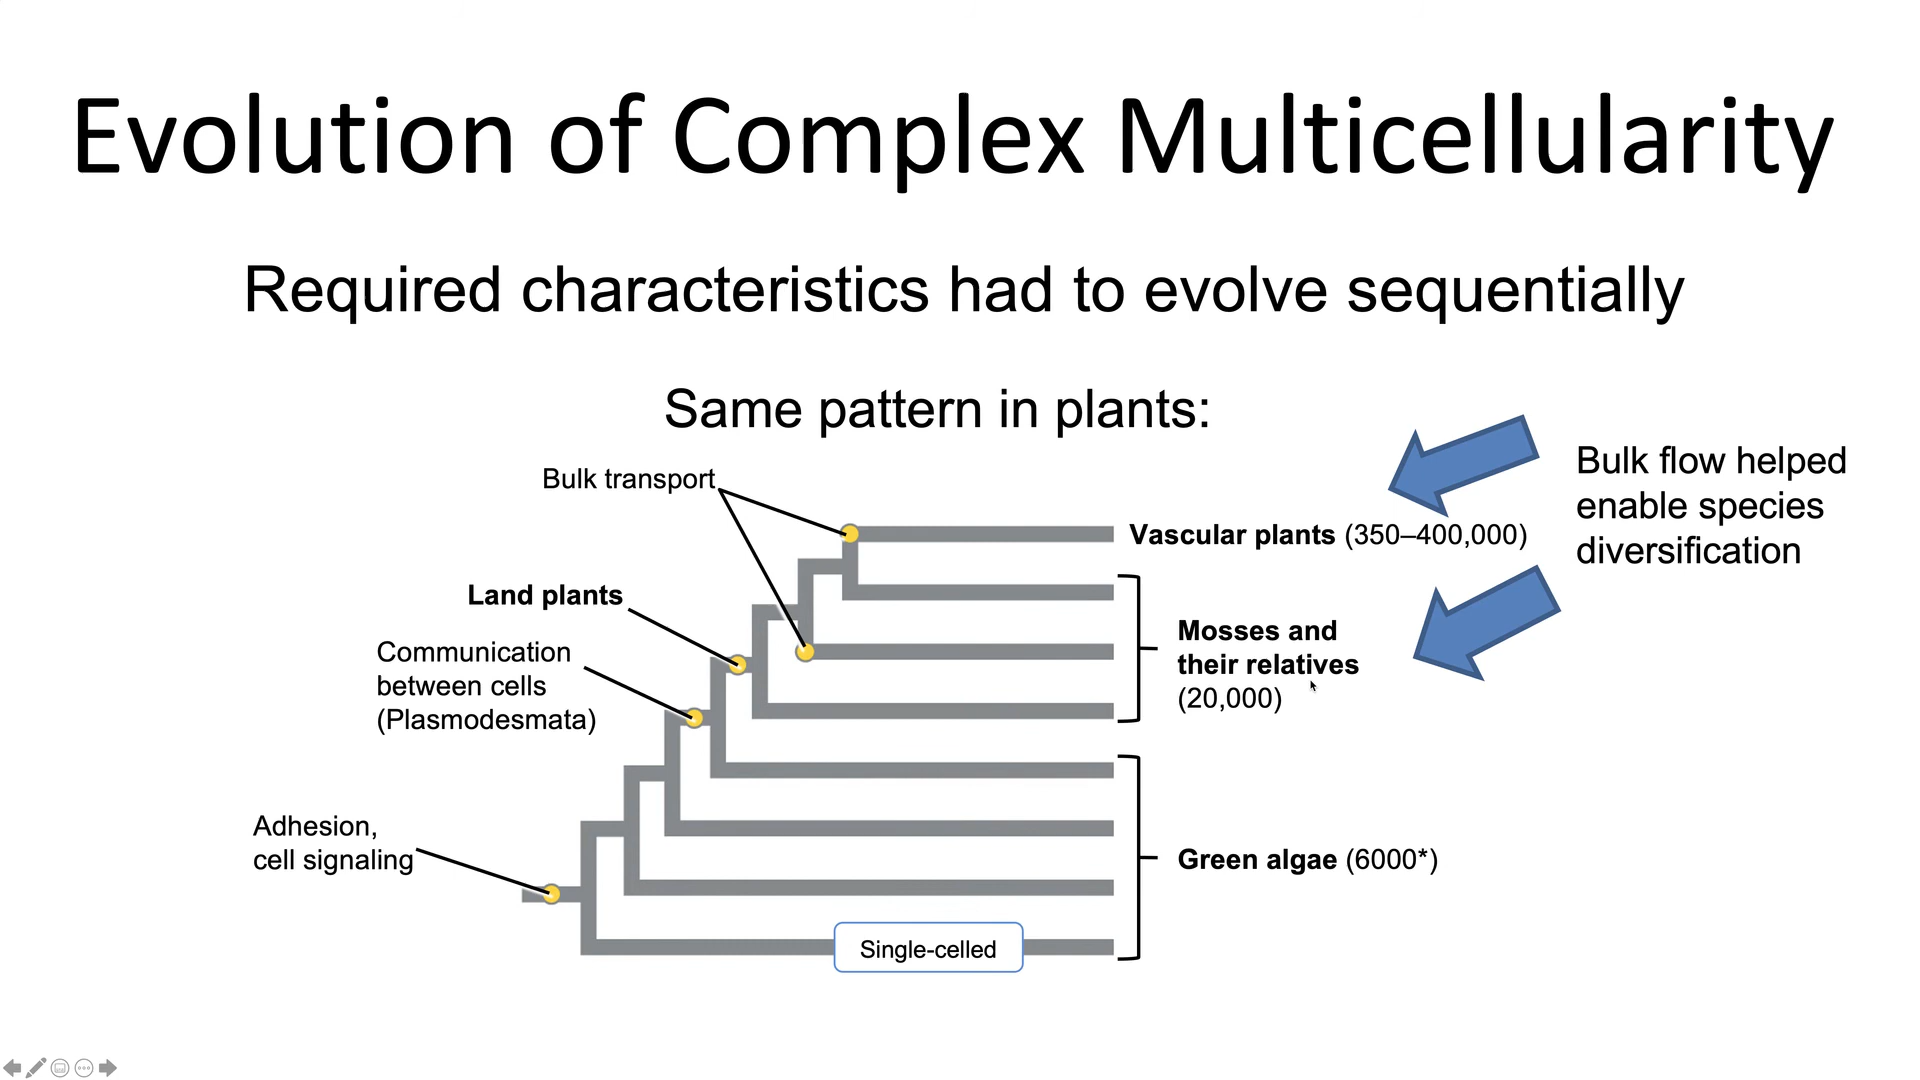 Evolution of Complex Multicellularity
Required characteristics had to evolve sequentially
Same pattern in plants:
Bulk transport
Land plants
Communication
between cells
(Plasmodesmata)
Adhesion,
cell signaling
Single-celled
Vascular plants (350–400,000)
Mosses and
their relatives
(20,000)
Green algae (6000*)
Bulk flow helped
enable species
diversification